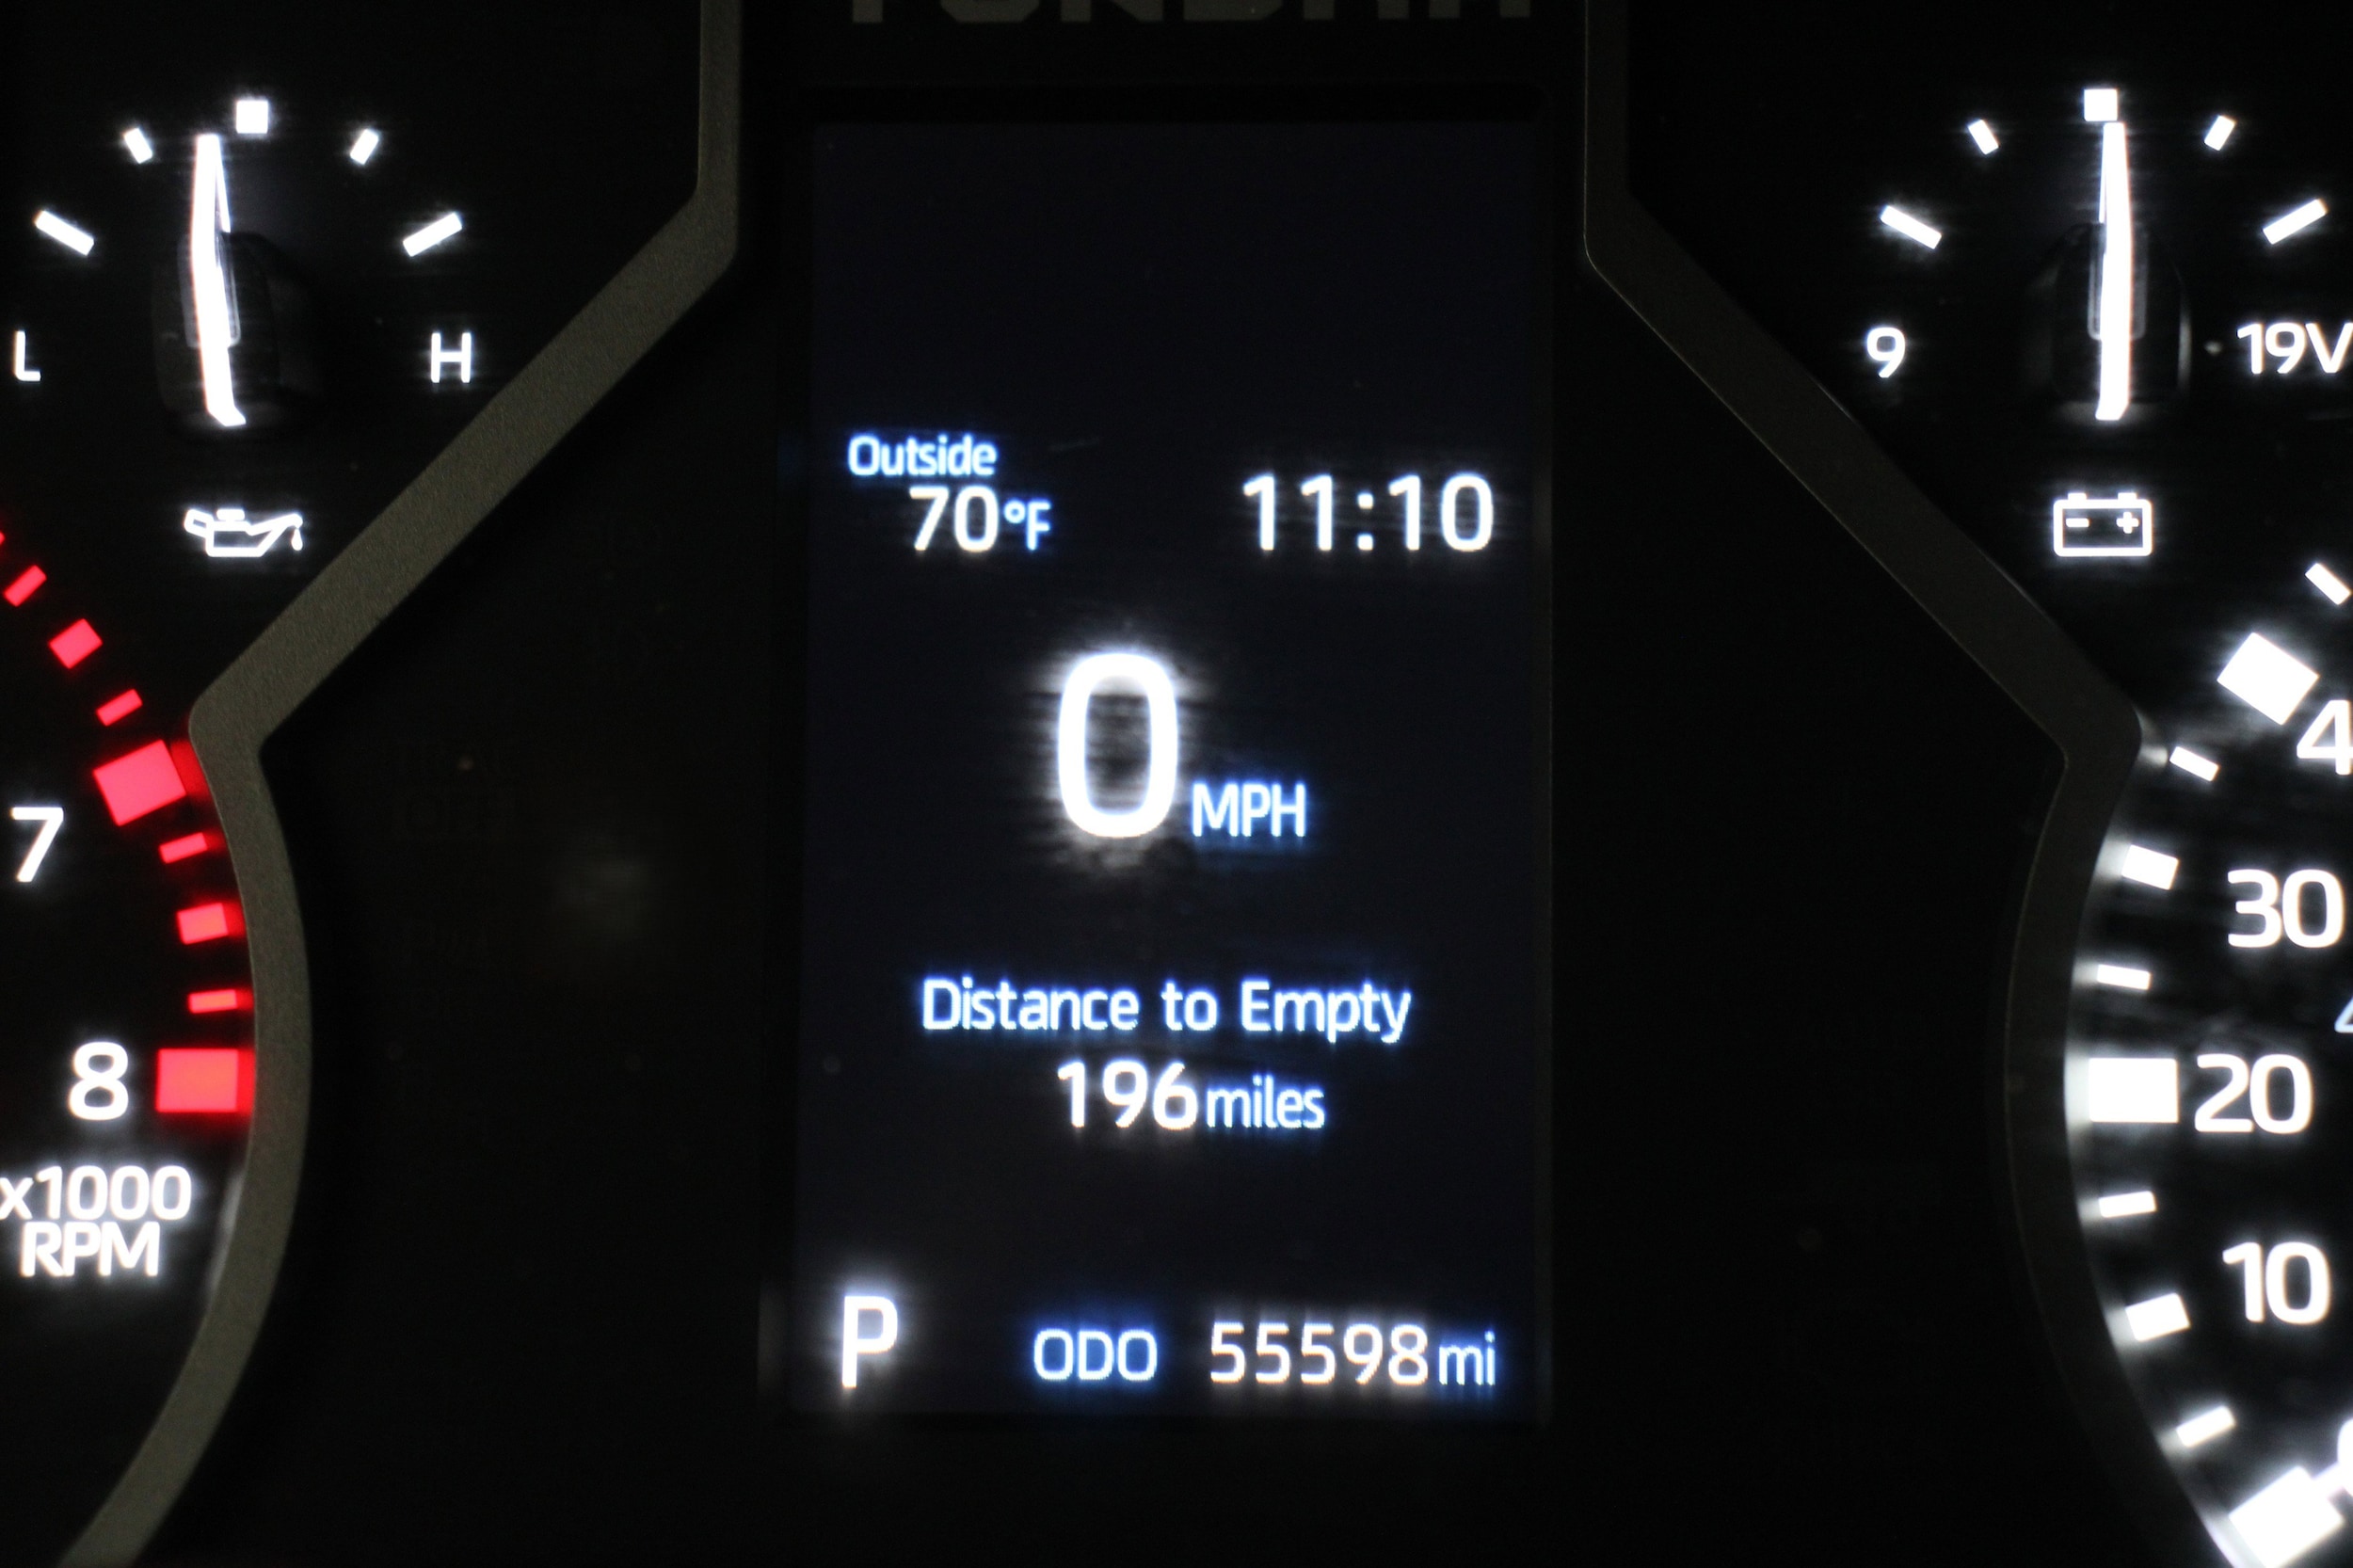 TUNDRA
L
H
9
19V
Outside
70°F
11:10
0 MPH
Distance to Empty
196 miles
P
ODO 55598 mi
7
8
x1000
RPM
30
20
10